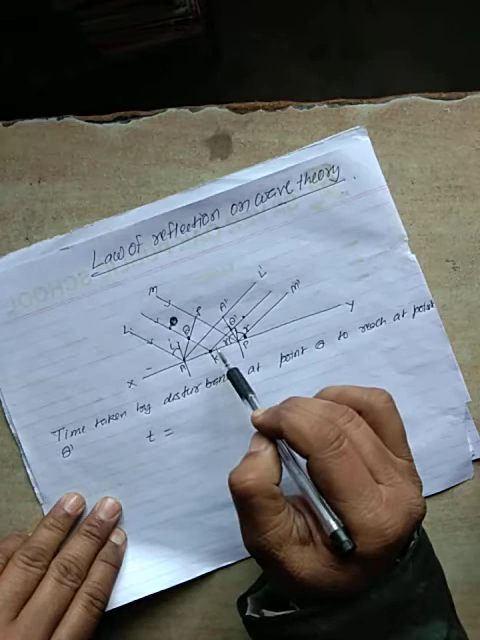 Law of reflection on wave theory.
M
L
L'
M'
Y
X
Time taken by disturbance at point Q to reach at point
Q'
t =